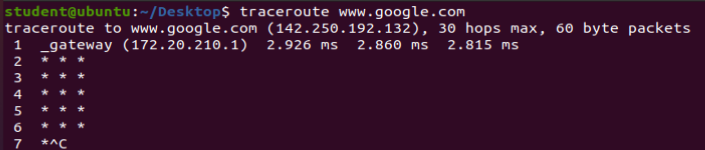 student@ubuntu:~/Desktop$ traceroute www.google.com
traceroute to www.google.com (142.250.192.132), 30 hops max, 60 byte packets
 1  _gateway (172.20.210.1)  2.926 ms  2.860 ms  2.815 ms
 2  * * *
 3  * * *
 4  * * *
 5  * * *
 6  * * *
 7  *^C